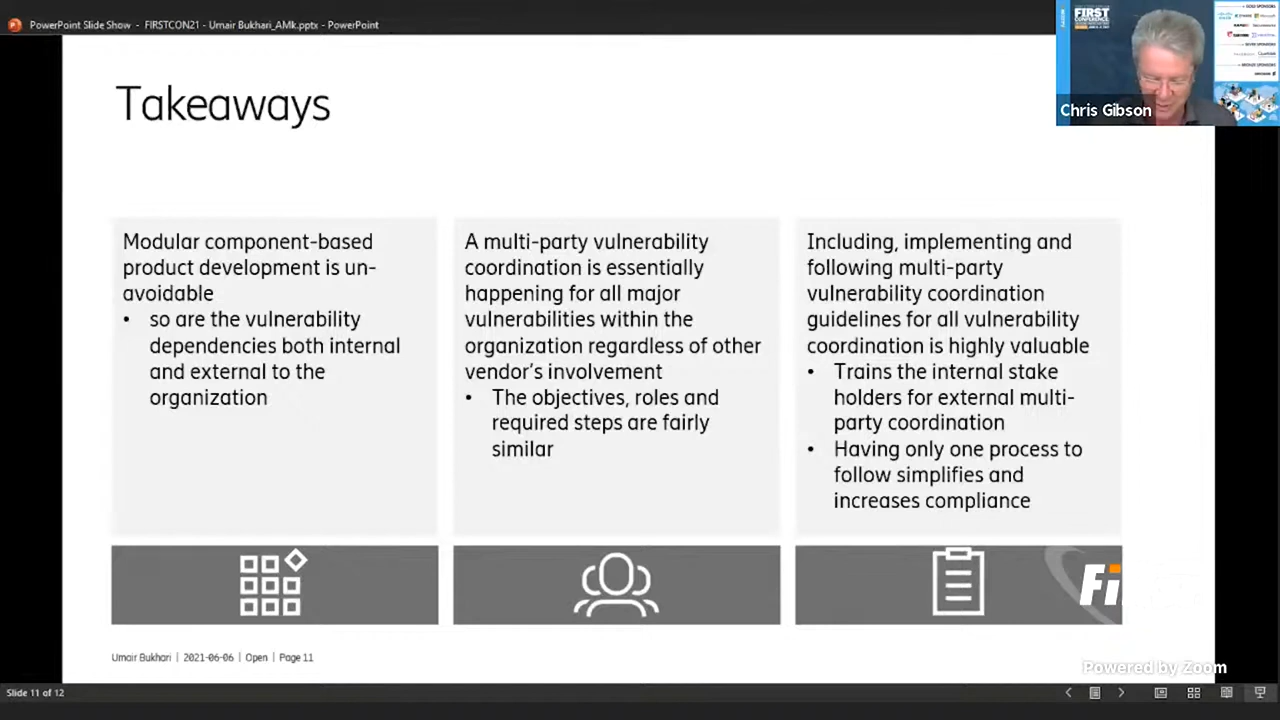 PowerPoint Slide Show - FIRSTCON21 - Umair Bukhari_AMk.pptx - PowerPoint
FIRST
CONFERENCE
Chris Gibson
Takeaways
Modular component-based
product development is un-
avoidable
• so are the vulnerability
dependencies both internal
and external to the
organization
A multi-party vulnerability
coordination is essentially
happening for all major
vulnerabilities within the
organization regardless of other
vendor's involvement
• The objectives, roles and
required steps are fairly
similar
Including, implementing and
following multi-party
vulnerability coordination
guidelines for all vulnerability
coordination is highly valuable
• Trains the internal stake
holders for external multi-
party coordination
• Having only one process to
follow simplifies and
increases compliance
Umair Bukhari | 2021-06-06 | Open | Page 11
Powered by Zoom
Slide 11 of 12